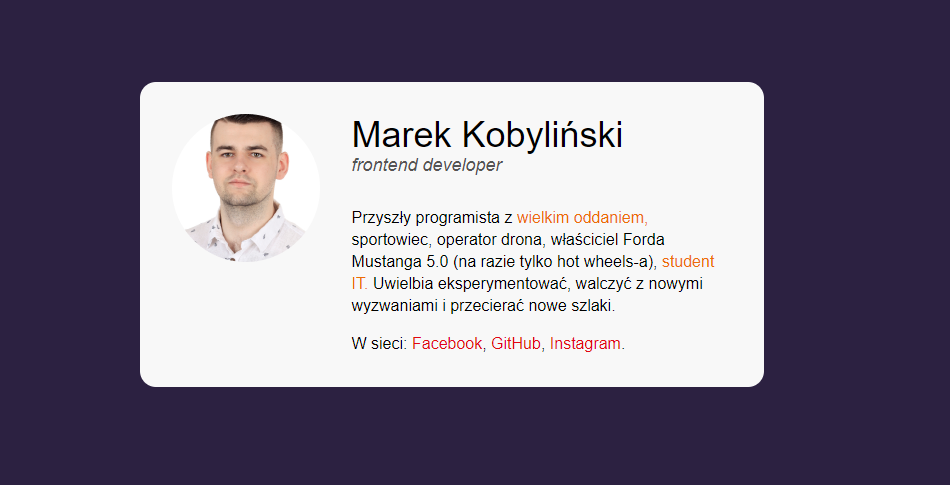 Marek Kobyliński
frontend developer
Przyszły programista z wielkim oddaniem,
sportowiec, operator drona, właściciel Forda
Mustanga 5.0 (na razie tylko hot wheels-a), student
IT. Uwielbia eksperymentować, walczyć z nowymi
wyzwaniami i przecierać nowe szlaki.
W sieci: Facebook, GitHub, Instagram.